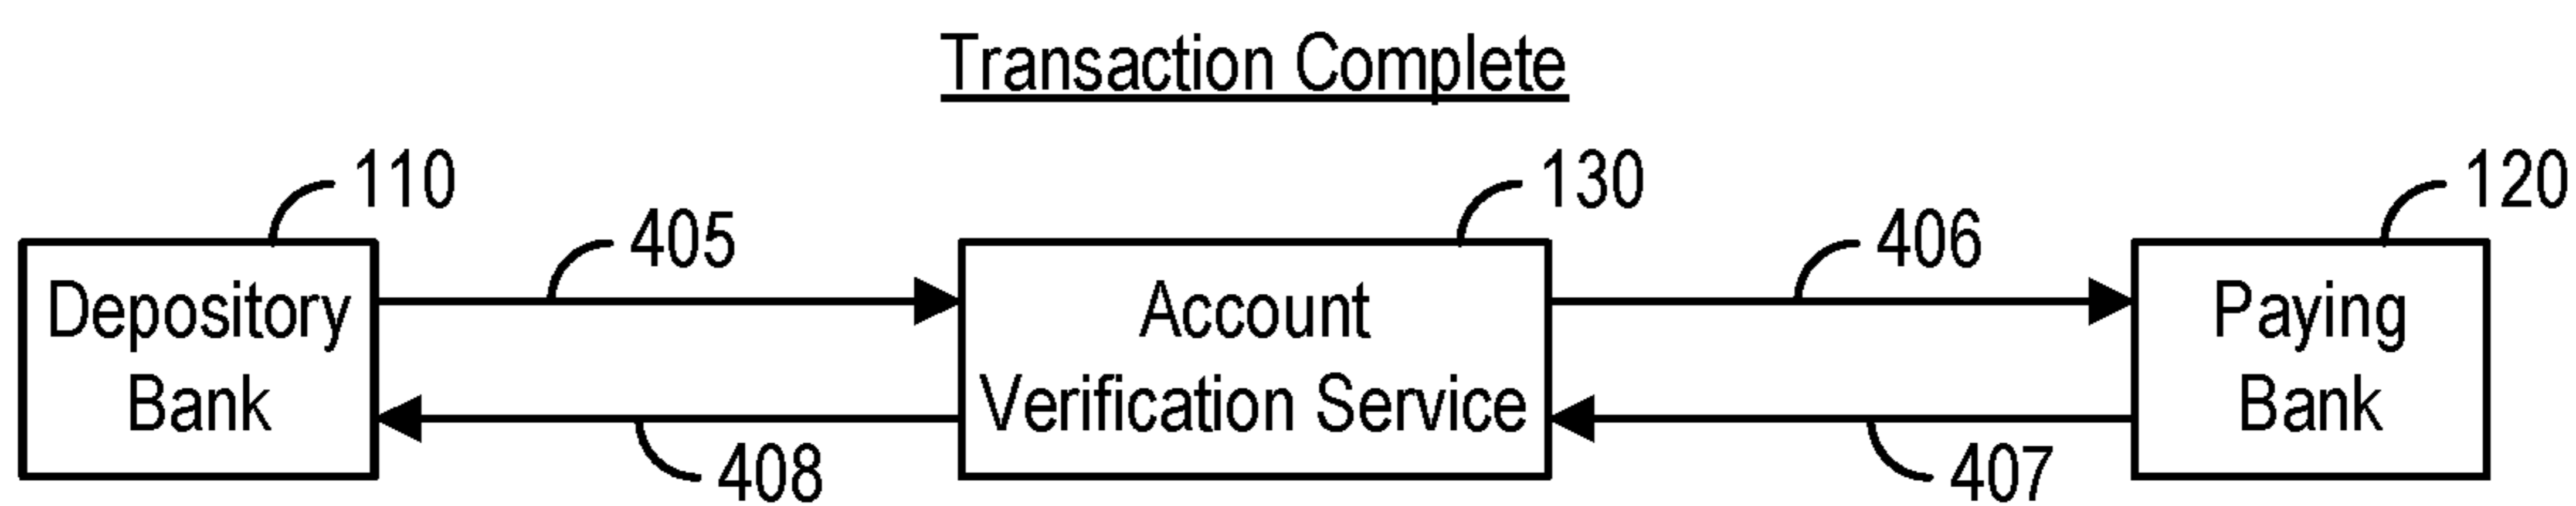 Transaction Complete
110
130
120
405
406
Depository
Bank
Account
Verification Service
Paying
Bank
408
407